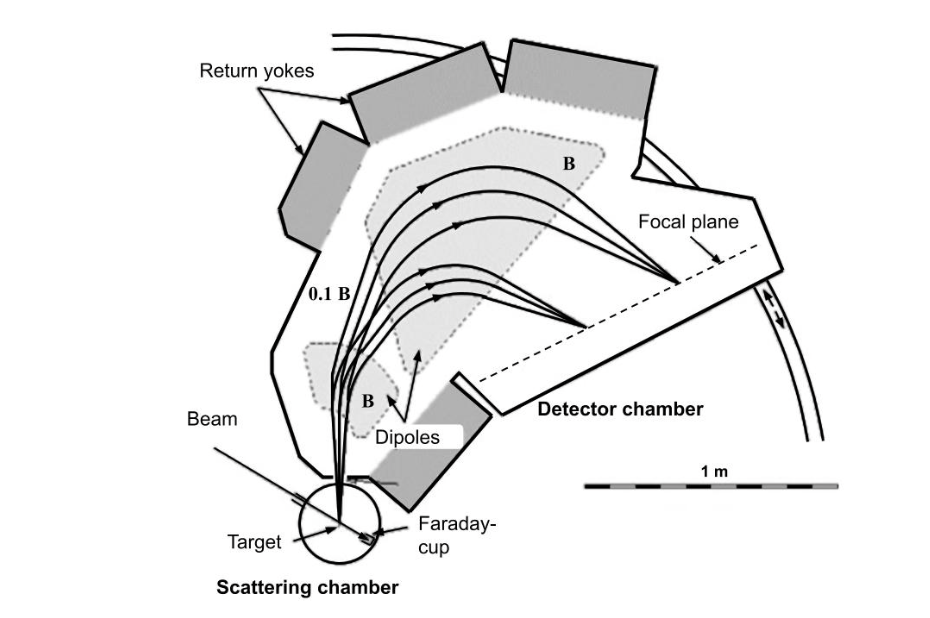 Return yokes
B
Focal plane
0.1 B
B
Detector chamber
Beam
Dipoles
1 m
Target
Faraday-
cup
Scattering chamber